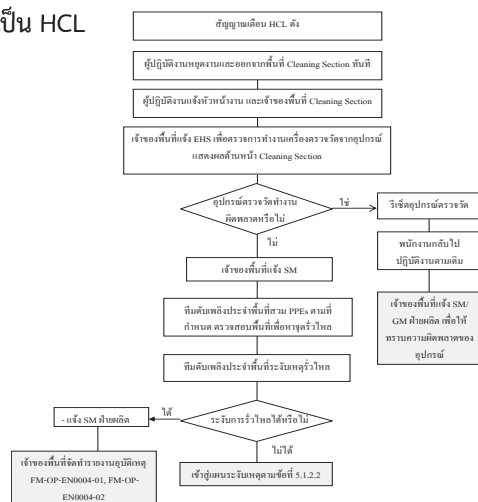 ป็น HCL
สัญญาณเตือน HCL ดัง
ผู้ปฏิบัติงานหยุดงานและออกจากพื้นที่ Cleaning Section ทันที
ผู้ปฏิบัติงานแจ้งหัวหน้างาน และเจ้าของพื้นที่ Cleaning Section
เจ้าของพื้นที่แจ้ง EHS เพื่อตรวจการทำงานเครื่องตรวจวัดจากอุปกรณ์
แสดงผลด้านหน้า Cleaning Section
อุปกรณ์ตรวจวัดทำงาน
ผิดพลาดหรือไม่
ใช่
รีเซ็ตอุปกรณ์ตรวจวัด
พนักงานกลับไป
ปฏิบัติงานตามเดิม
เจ้าของพื้นที่แจ้ง SM/
GM ฝ่ายผลิต เพื่อให้
ทราบความผิดพลาดของ
อุปกรณ์
ไม่
เจ้าของพื้นที่แจ้ง SM
ทีมดับเพลิงประจำพื้นที่สวม PPEs ตามที่
กำหนด ตรวจสอบพื้นที่เพื่อหาจุดรั่วไหล
ทีมดับเพลิงประจำพื้นที่ระงับเหตุรั่วไหล
ระงับการรั่วไหลได้หรือไม่
ได้
- แจ้ง SM ฝ่ายผลิต
เจ้าของพื้นที่จัดทำรายงานอุบัติเหตุ
FM-OP-EN0004-01, FM-OP-
EN0004-02
ไม่ได้
เข้าสู่แผนระงับเหตุตามข้อที่ 5.1.2.2